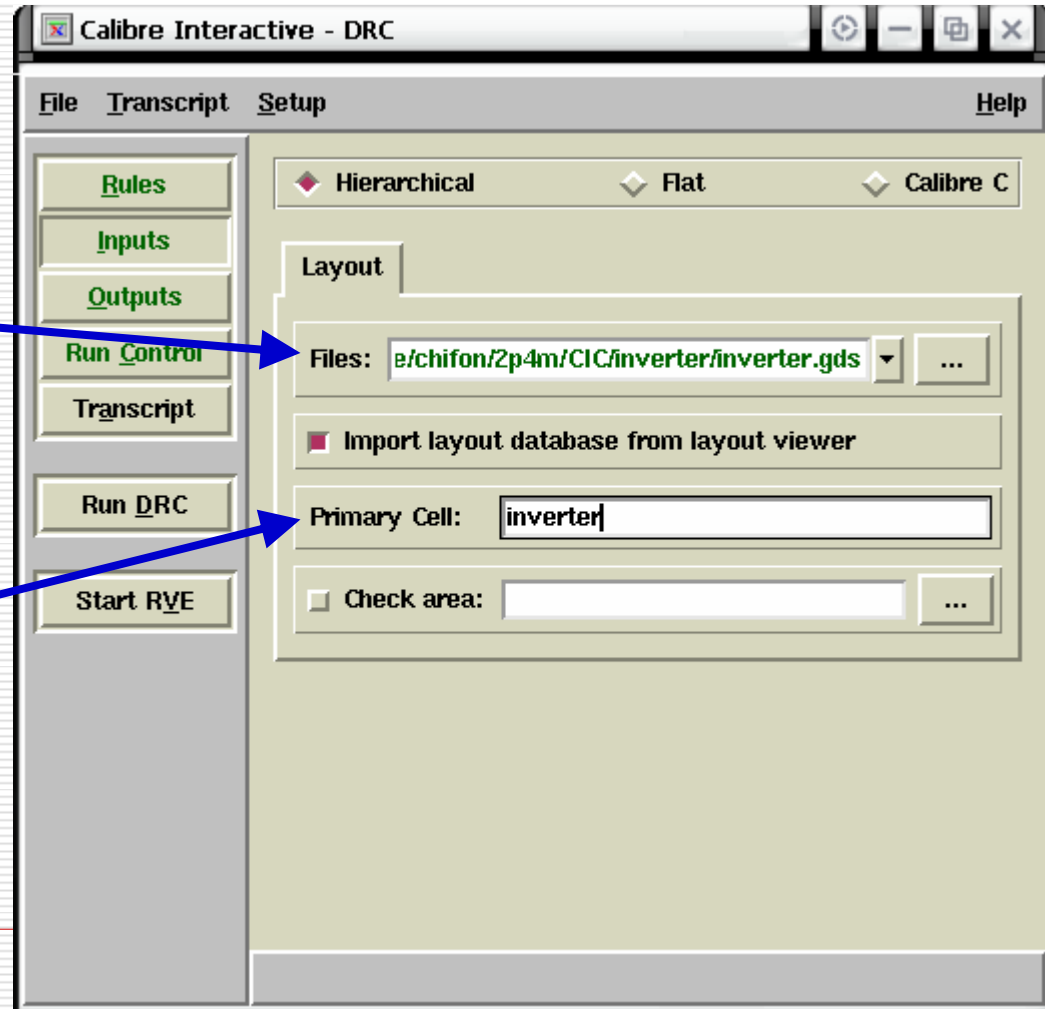 Calibre Interactive - DRC
File Transcript Setup Help
Rules
Inputs
Outputs
Run Control
Transcript
Run DRC
Start RVE
Hierarchical Flat Calibre C
Layout
Files: e/chifon/2p4m/CIC/inverter/inverter.gds ...
Import layout database from layout viewer
Primary Cell: inverter
Check area: ...